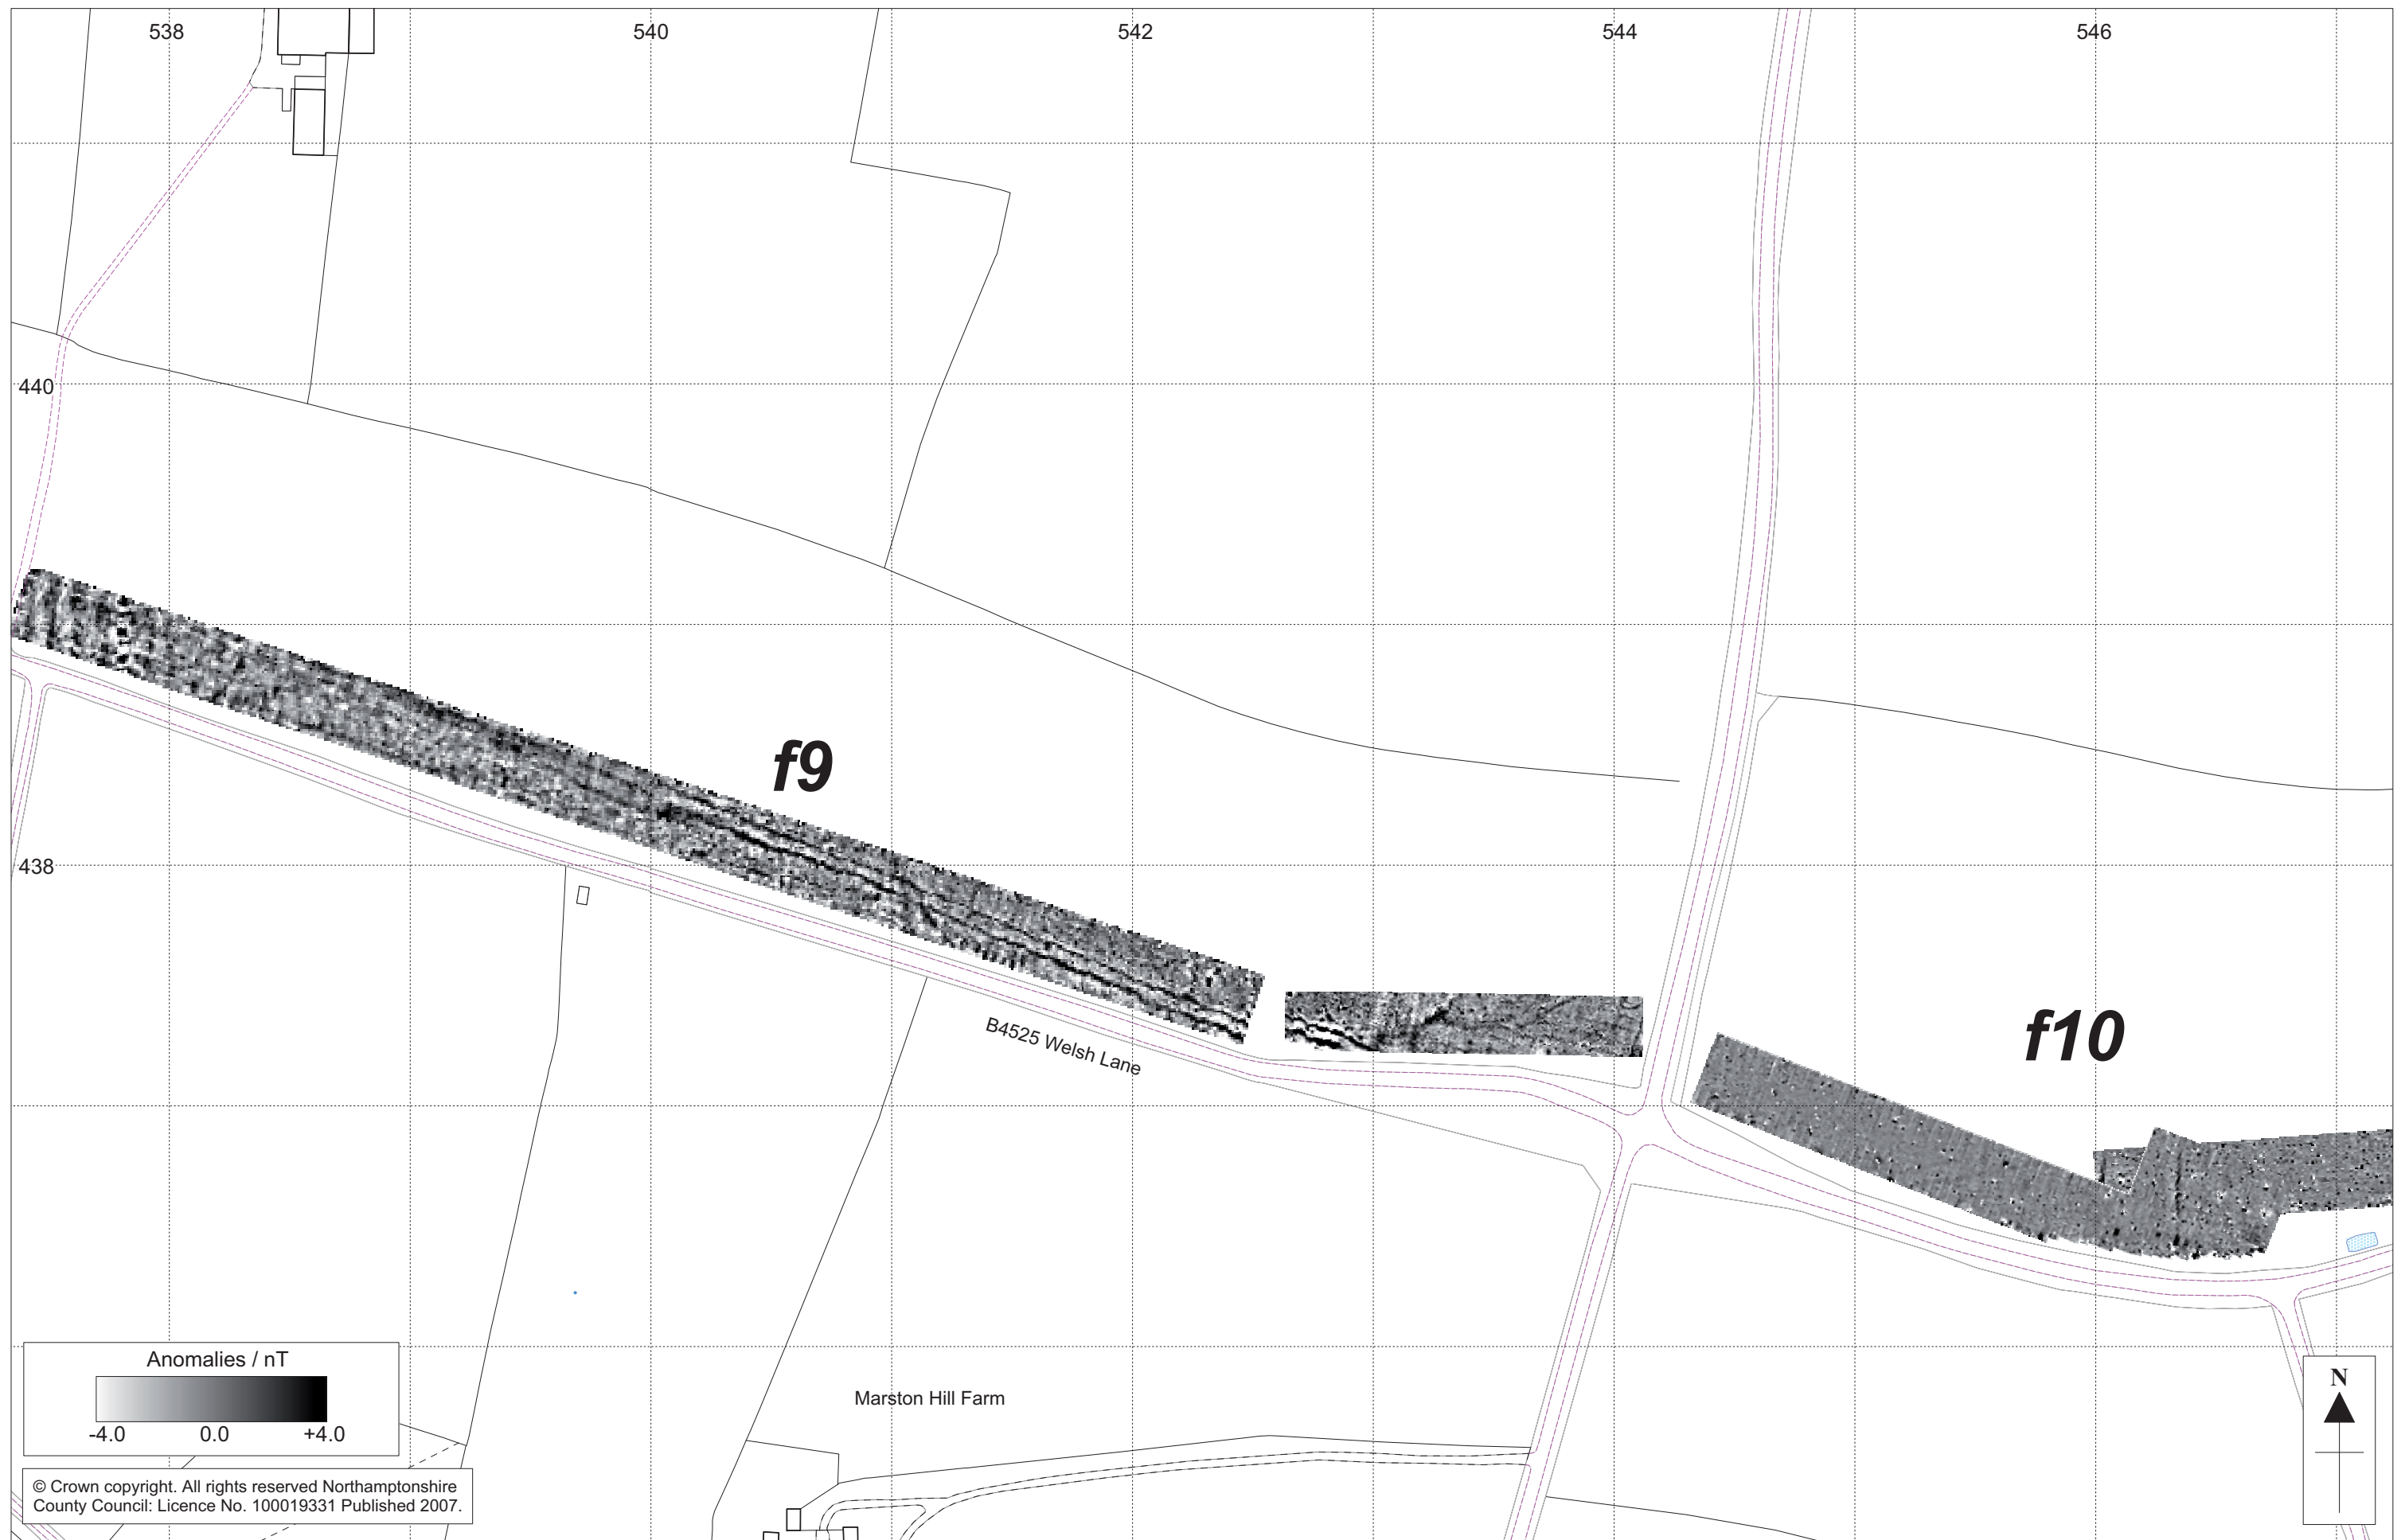 538
540
542
544
546
440
f9
438
f10
B4525 Welsh Lane
Anomalies / nT
-4.0
0.0
+4.0
Marston Hill Farm
N
© Crown copyright. All rights reserved Northamptonshire
County Council: Licence No. 100019331 Published 2007.